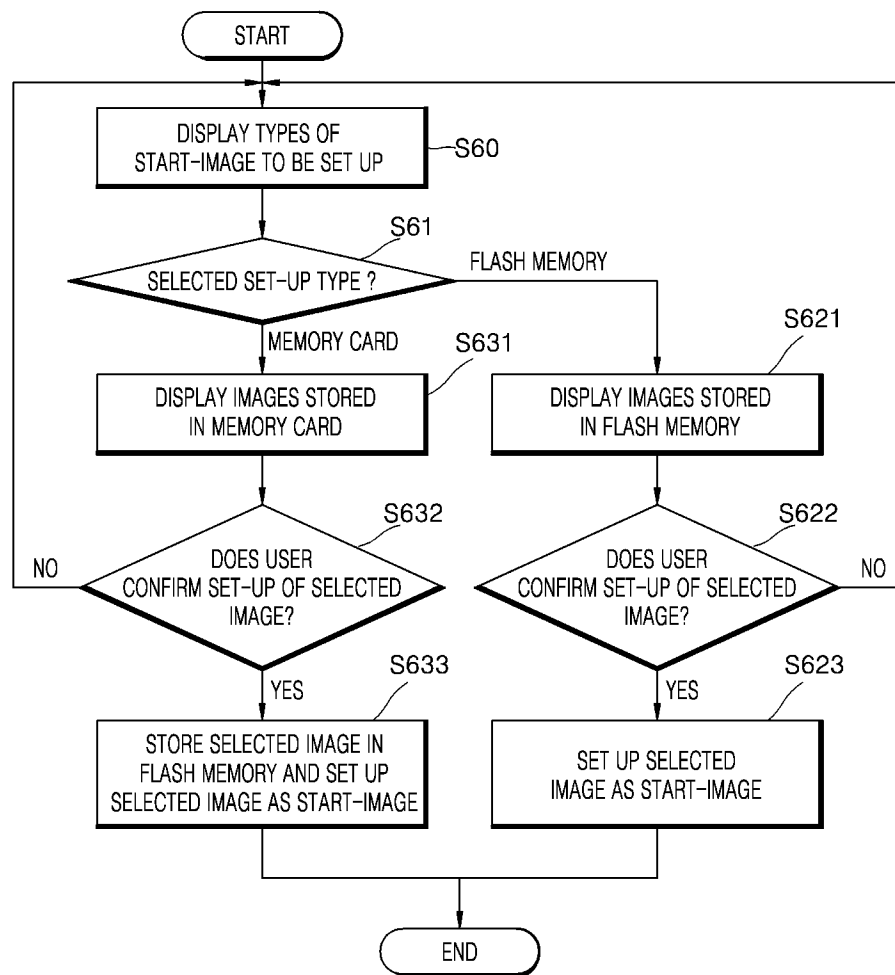 START
DISPLAY TYPES OF
START-IMAGE TO BE SET UP
S60
S61
SELECTED SET-UP TYPE ?
FLASH MEMORY
MEMORY CARD
S631
DISPLAY IMAGES STORED
IN MEMORY CARD
S621
DISPLAY IMAGES STORED
IN FLASH MEMORY
S632
DOES USER
CONFIRM SET-UP OF SELECTED
IMAGE?
NO
YES
S622
DOES USER
CONFIRM SET-UP OF SELECTED
IMAGE?
NO
YES
S633
STORE SELECTED IMAGE IN
FLASH MEMORY AND SET UP
SELECTED IMAGE AS START-IMAGE
S623
SET UP SELECTED
IMAGE AS START-IMAGE
END